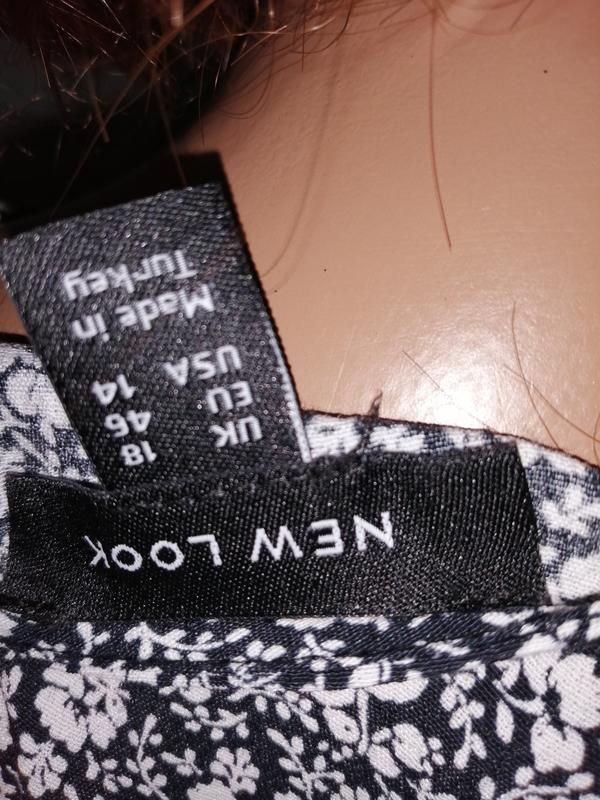 NEW LOOK
UK 18
EU 46
USA 14
Made in
Turkey